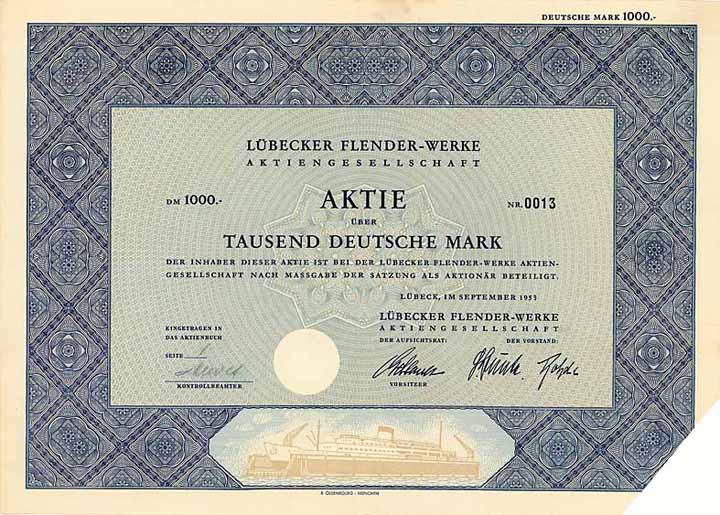 DEUTSCHE MARK 1000.-
LÜBECKER FLENDER-WERKE
AKTIENGESELLSCHAFT
AKTIE
DM 1000.-
NR. 0013
ÜBER
TAUSEND DEUTSCHE MARK
DER INHABER DIESER AKTIE IST BEI DER LÜBECKER FLENDER-WERKE AKTIEN-
GESELLSCHAFT NACH MASSGABE DER SATZUNG ALS AKTIONÄR BETEILIGT.
LÜBECK, IM SEPTEMBER 1953
LÜBECKER FLENDER-WERKE
AKTIENGESELLSCHAFT
EINGETRAGEN IN
DAS AKTIENBUCH
SEITE 1
KONTROLLBEAMTER
DER AUFSICHTSRAT:
DER VORSTAND:
VORSITZER
R. OLDENBOURG · MÜNCHEN